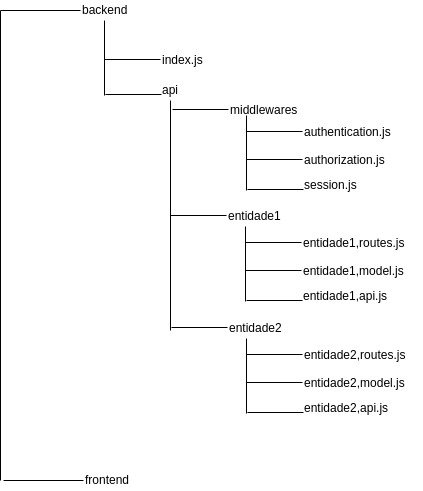 backend
index.js
api
middlewares
authentication.js
authorization.js
session.js
entidade1
entidade1,routes.js
entidade1,model.js
entidade1,api.js
entidade2
entidade2,routes.js
entidade2,model.js
entidade2,api.js
frontend